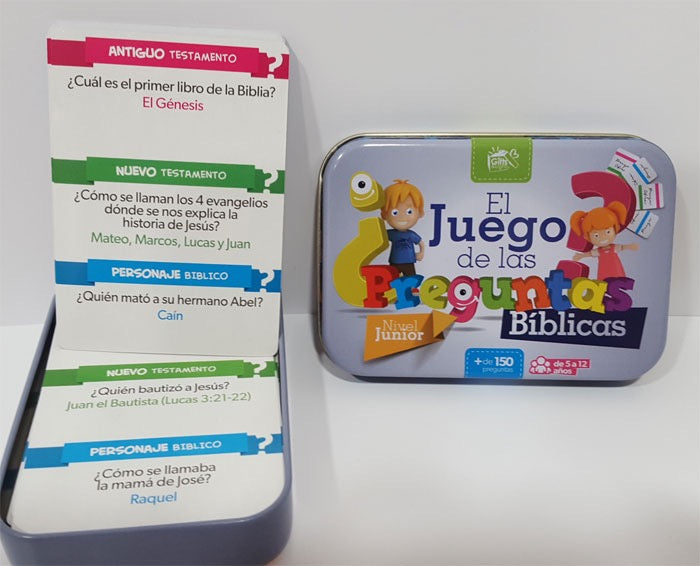 ANTIGUO TESTAMENTO
?
¿Cuál es el primer libro de la Biblia?
El Génesis
NUEVO TESTAMENTO
?
¿Cómo se llaman los 4 evangelios
dónde se nos explica la
historia de Jesús?
Mateo, Marcos, Lucas y Juan
PERSONAJE BIBLICO
?
¿Quién mató a su hermano Abel?
Caín
NUEVO TESTAMENTO
?
¿Quién bautizó a Jesús?
Juan el Bautista (Lucas 3:21-22)
PERSONAJE BIBLICO
?
¿Cómo se llamaba
la mamá de José?
Raquel
Gifts
¿
?
El
Juego
de las
Preguntas
Bíblicas
Nivel
Junior
+ de 150
preguntas
de 5 a 12
años